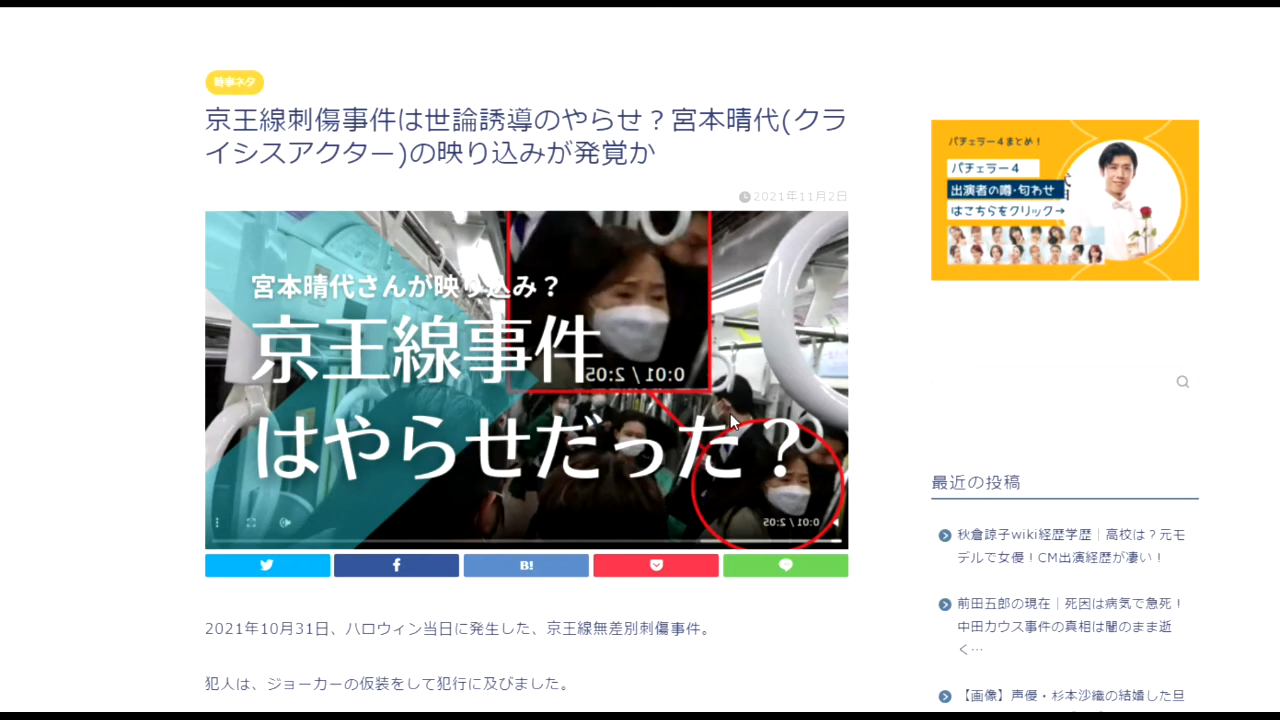 時事ネタ
京王線刺傷事件は世論誘導のやらせ？宮本晴代(クラ
イシスアクター)の映り込みが発覚か
2021年11月2日
宮本晴代さんが映り込み？
京王線事件
はやらせだった？
0:01 / 2:05
0:01 / 2:05
B!
2021年10月31日、ハロウィン当日に発生した、京王線無差別刺傷事件。
犯人は、ジョーカーの仮装をして犯行に及びました。
バチェラー4まとめ！
バチェラー4
出演者の噂・匂わせ
はこちらをクリック→
最近の投稿
秋倉諒子wiki経歴学歴｜高校は？元モ
デルで女優！CM出演経歴が凄い！
前田五郎の現在｜死因は病気で急死！
中田カウス事件の真相は闇のまま逝
く…
【画像】声優・杉本沙織の結婚した旦